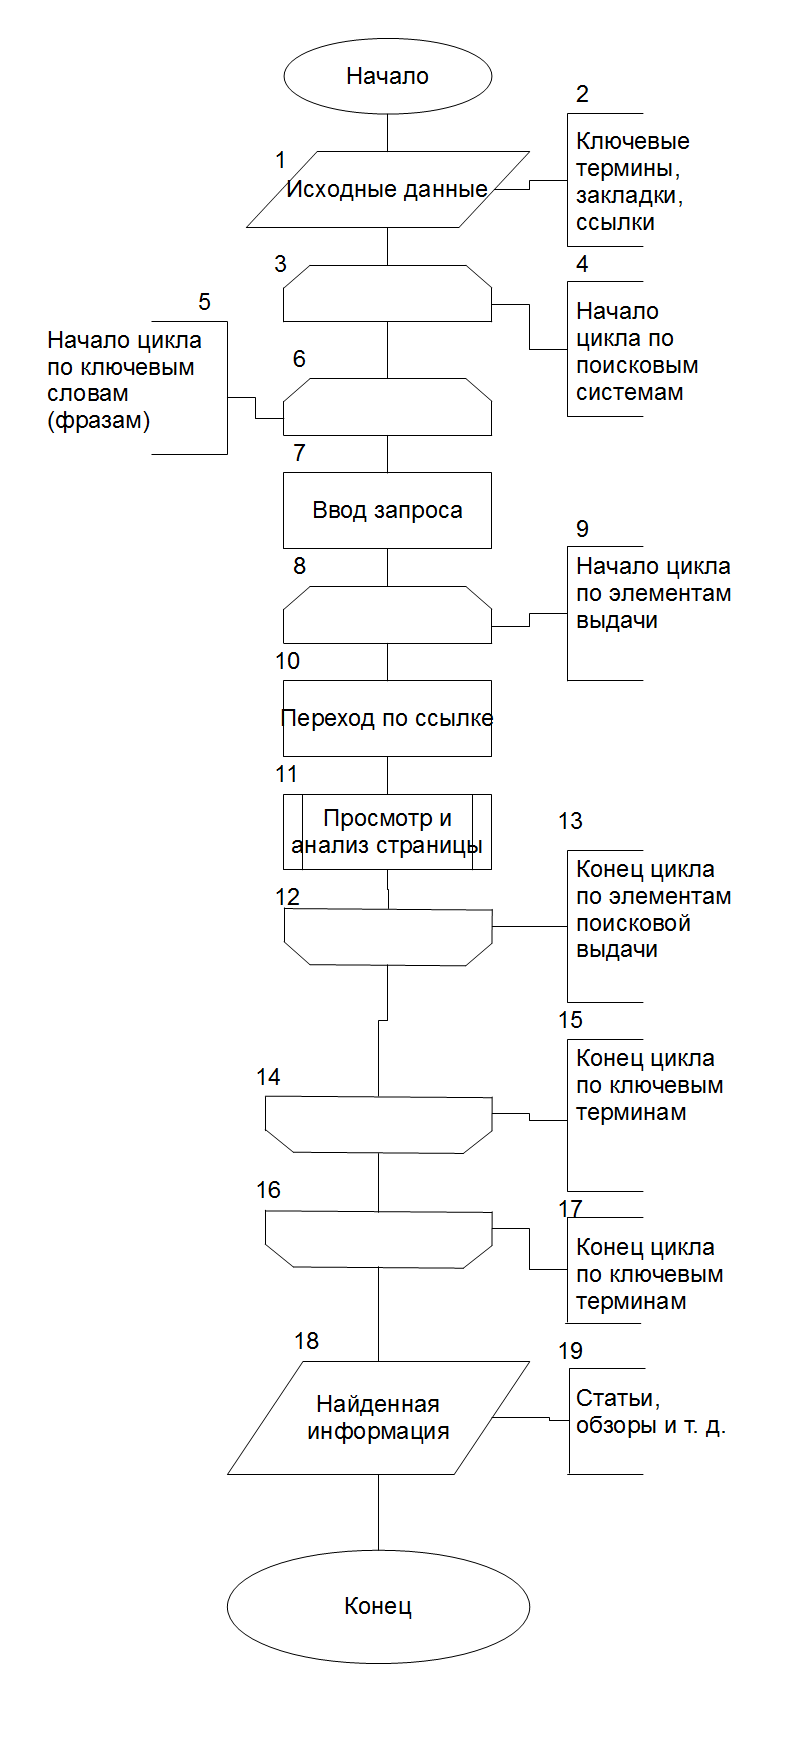 Начало
2
Ключевые
термины,
закладки,
ссылки
1
Исходные данные
3
4
Начало
цикла по
поисковым
системам
5
Начало цикла
по ключевым
словам
(фразам)
6
7
Ввод запроса
8
9
Начало цикла
по элементам
выдачи
10
Переход по ссылке
11
Просмотр и
анализ страницы
12
13
Конец цикла
по элементам
поисковой
выдачи
14
15
Конец цикла
по ключевым
терминам
16
17
Конец цикла
по ключевым
терминам
18
Найденная
информация
19
Статьи,
обзоры и т. д.
Конец